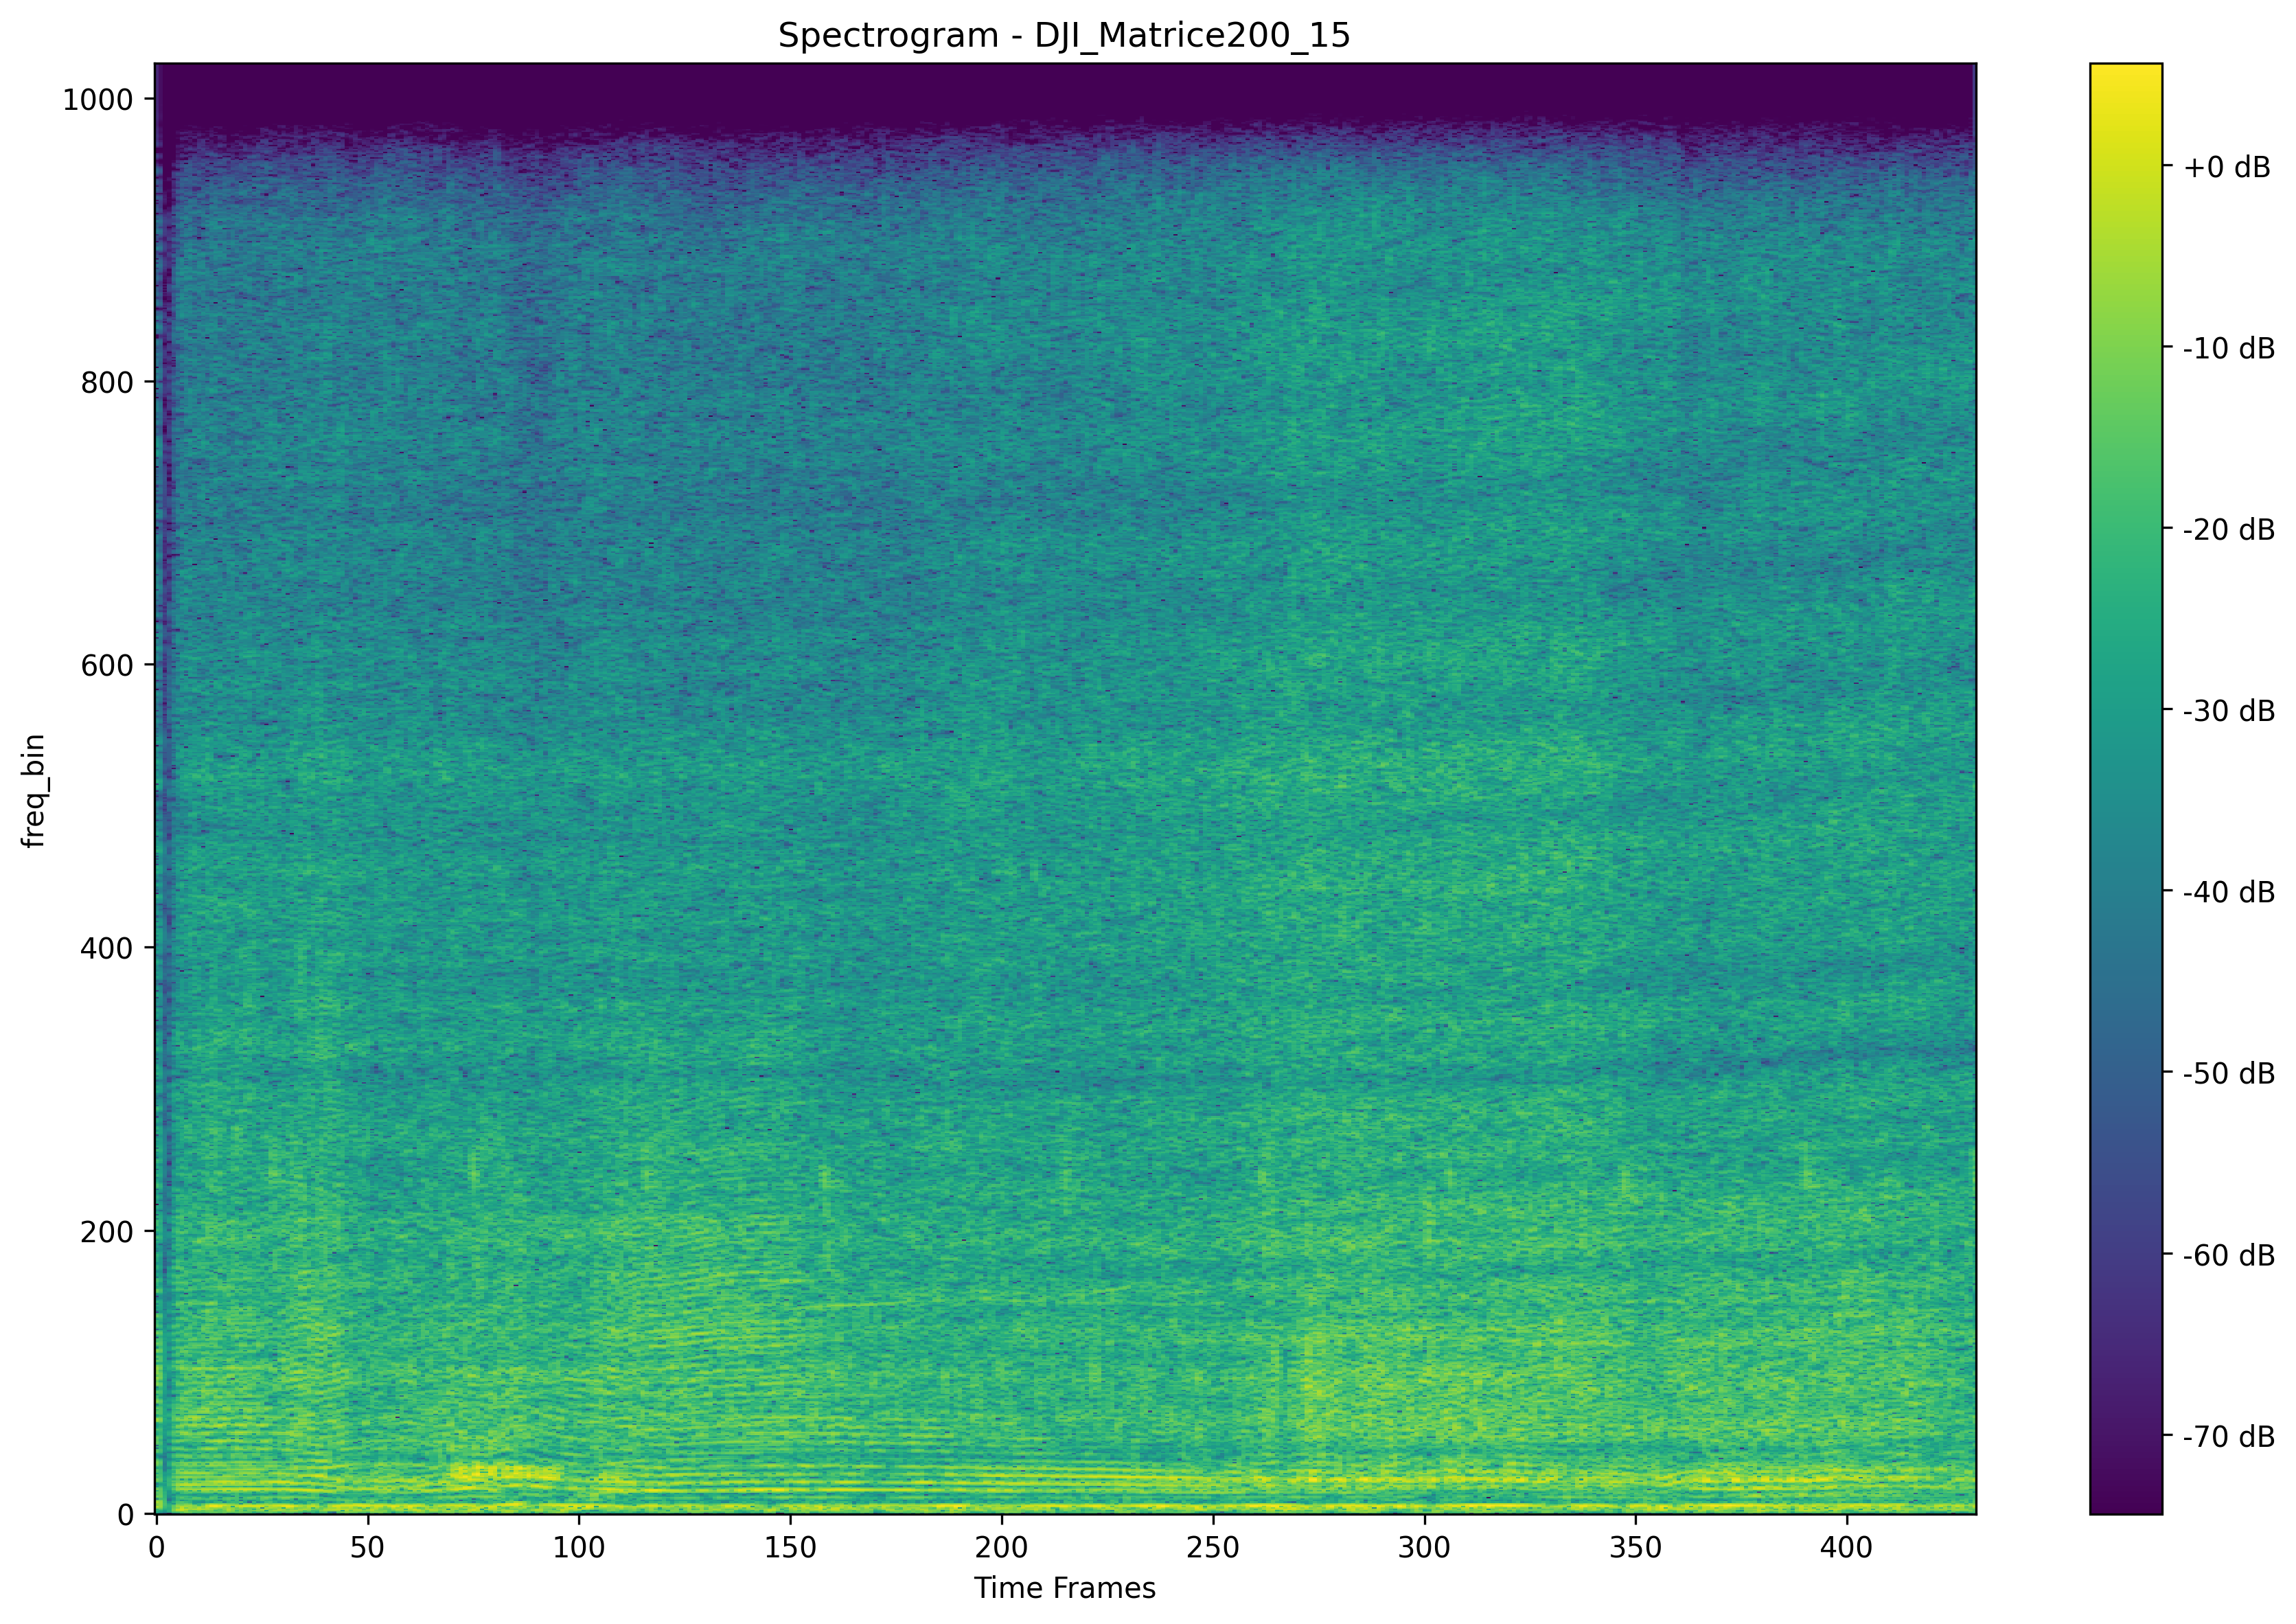 Spectrogram - DJI_Matrice200_15
1000
800
600
400
200
0
freq_bin
0 50 100 150 200 250 300 350 400
Time Frames
+0 dB
-10 dB
-20 dB
-30 dB
-40 dB
-50 dB
-60 dB
-70 dB